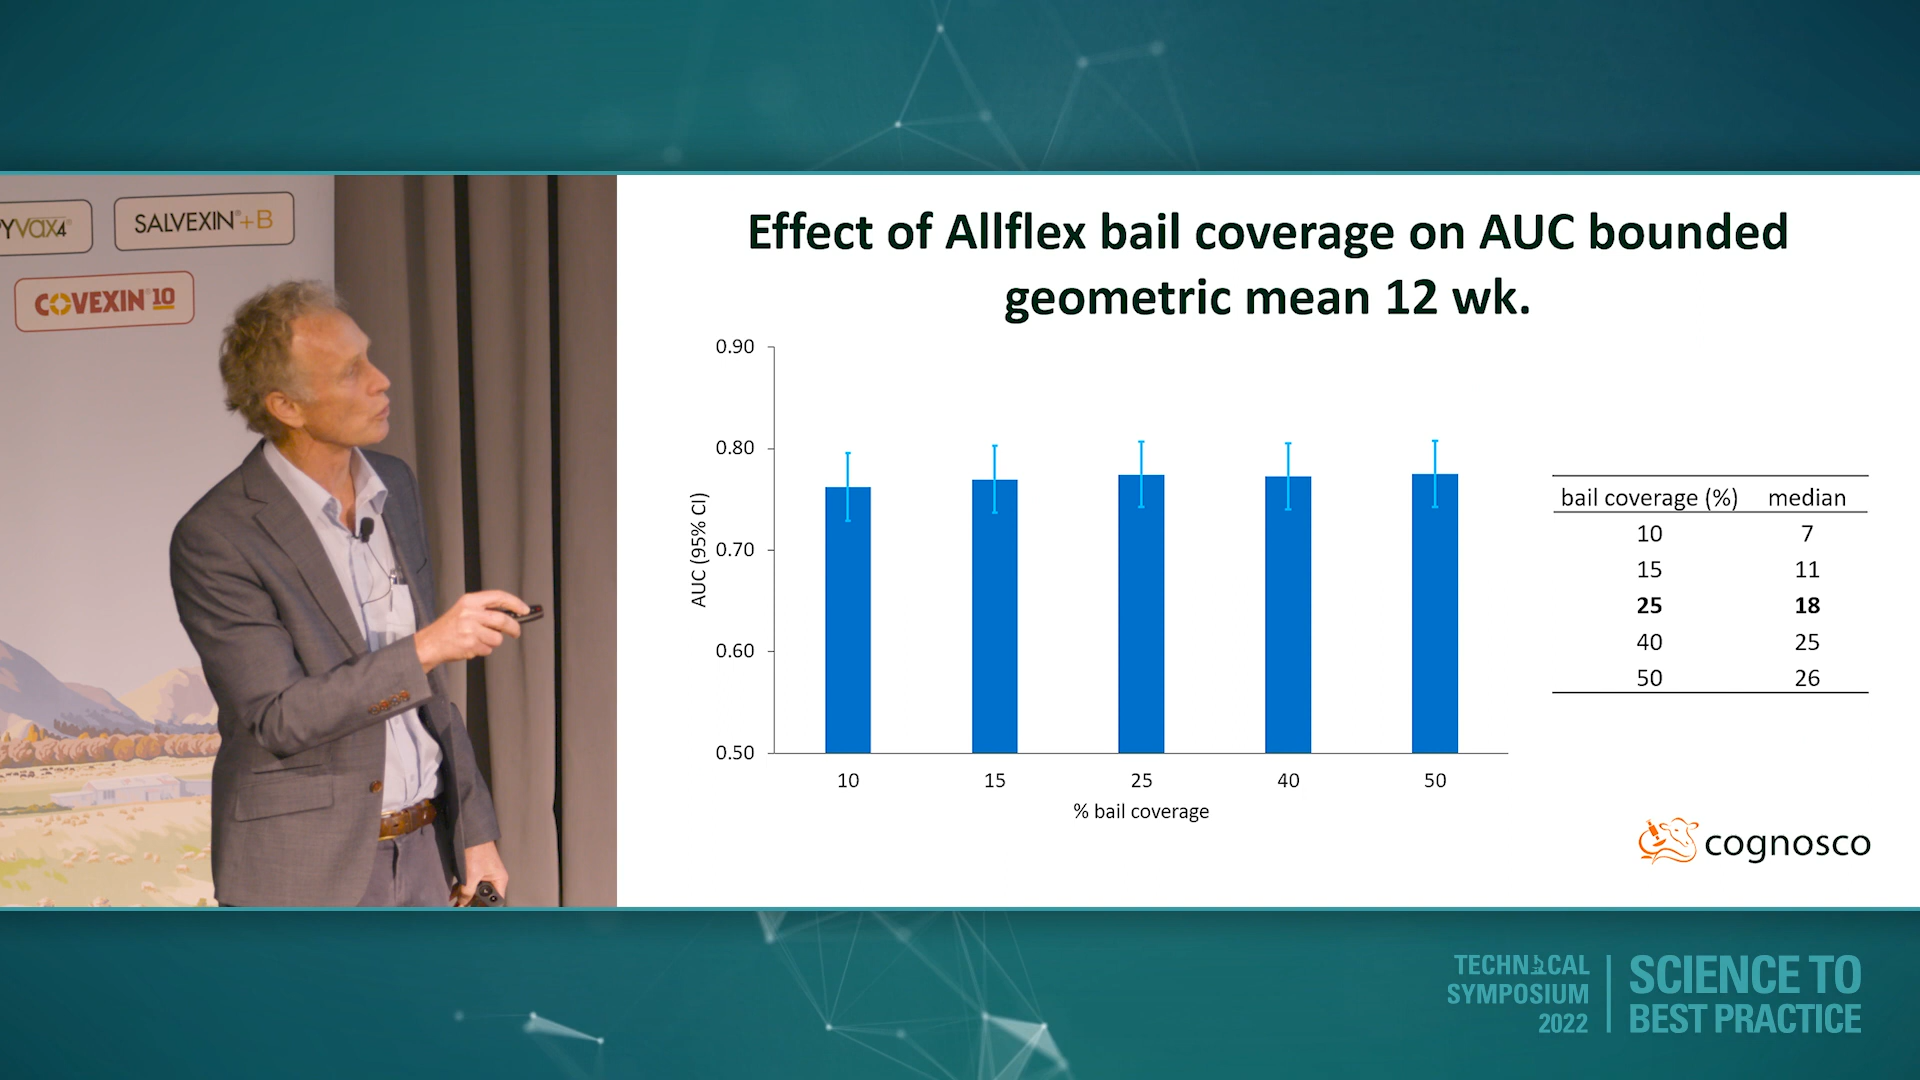 YVax4®
SALVEXIN®+B
COVEXIN®10
Effect of Allflex bail coverage on AUC bounded
geometric mean 12 wk.
0.90
0.80
0.70
0.60
0.50
AUC (95% CI)
10 15 25 40 50
% bail coverage
bail coverage (%) median
10 7
15 11
25 18
40 25
50 26
cognosco
TECHNICAL
SYMPOSIUM
2022
SCIENCE TO
BEST PRACTICE